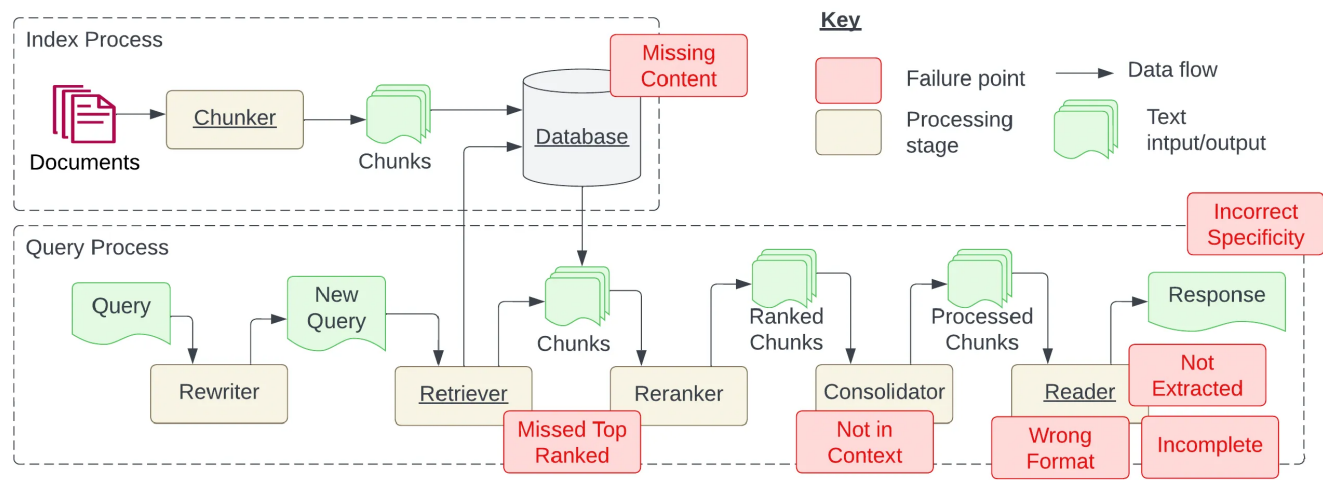 Index Process
Missing
Content
Documents
Chunker
Chunks
Database
Key
Failure point
Data flow
Processing
stage
Text
intput/output
Query Process
Incorrect
Specificity
Query
Rewriter
New
Query
Retriever
Missed Top
Ranked
Chunks
Reranker
Ranked
Chunks
Consolidator
Not in
Context
Processed
Chunks
Reader
Wrong
Format
Not
Extracted
Incomplete
Response